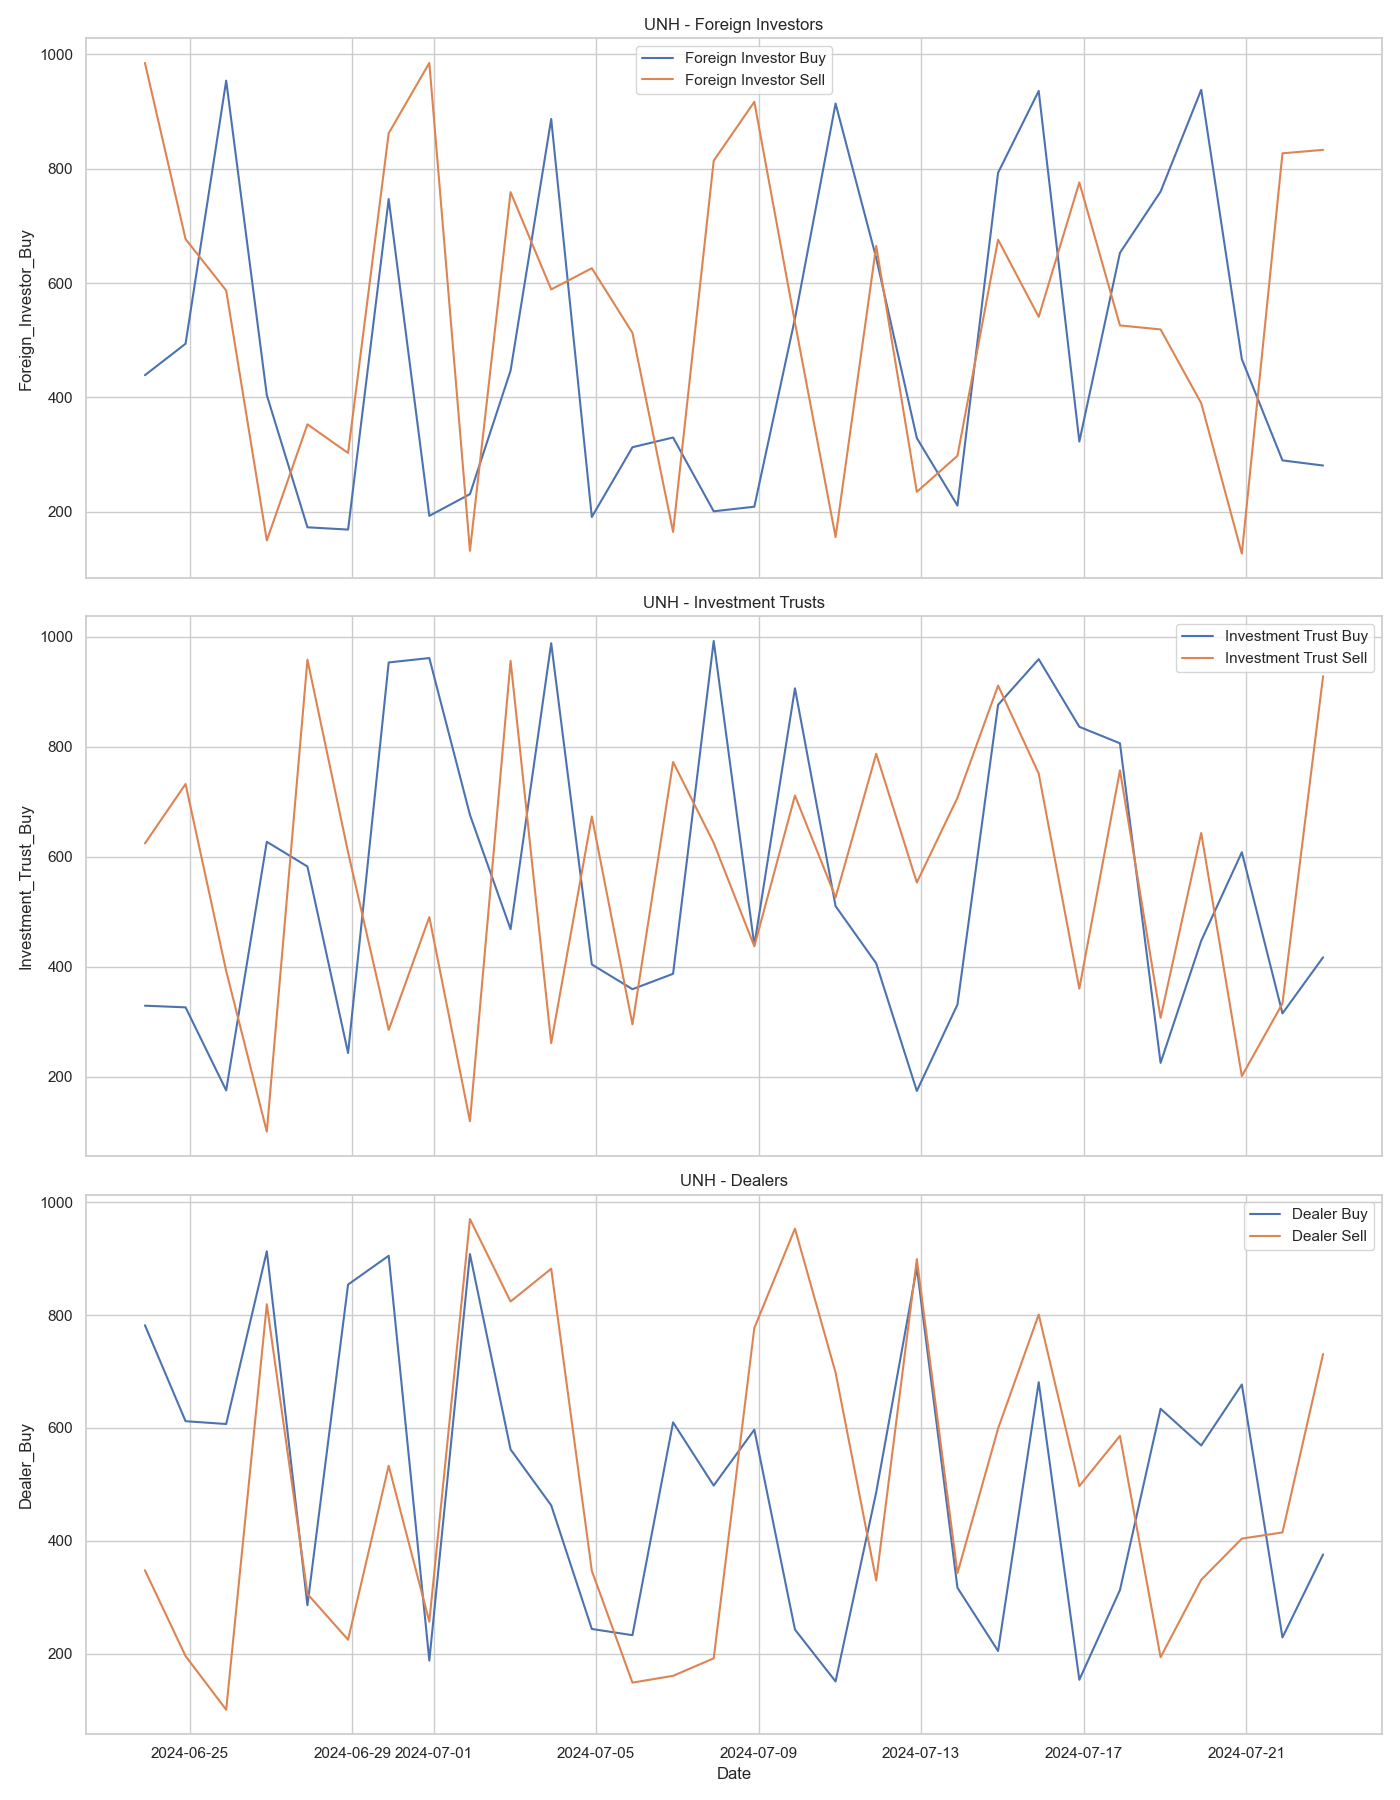 UNH - Foreign Investors
Foreign Investor Buy
Foreign Investor Sell
Foreign_Investor_Buy
1000
800
600
400
200
UNH - Investment Trusts
Investment Trust Buy
Investment Trust Sell
Investment_Trust_Buy
1000
800
600
400
200
UNH - Dealers
Dealer Buy
Dealer Sell
Dealer_Buy
1000
800
600
400
200
2024-06-25 2024-06-29 2024-07-01 2024-07-05 2024-07-09 2024-07-13 2024-07-17 2024-07-21
Date